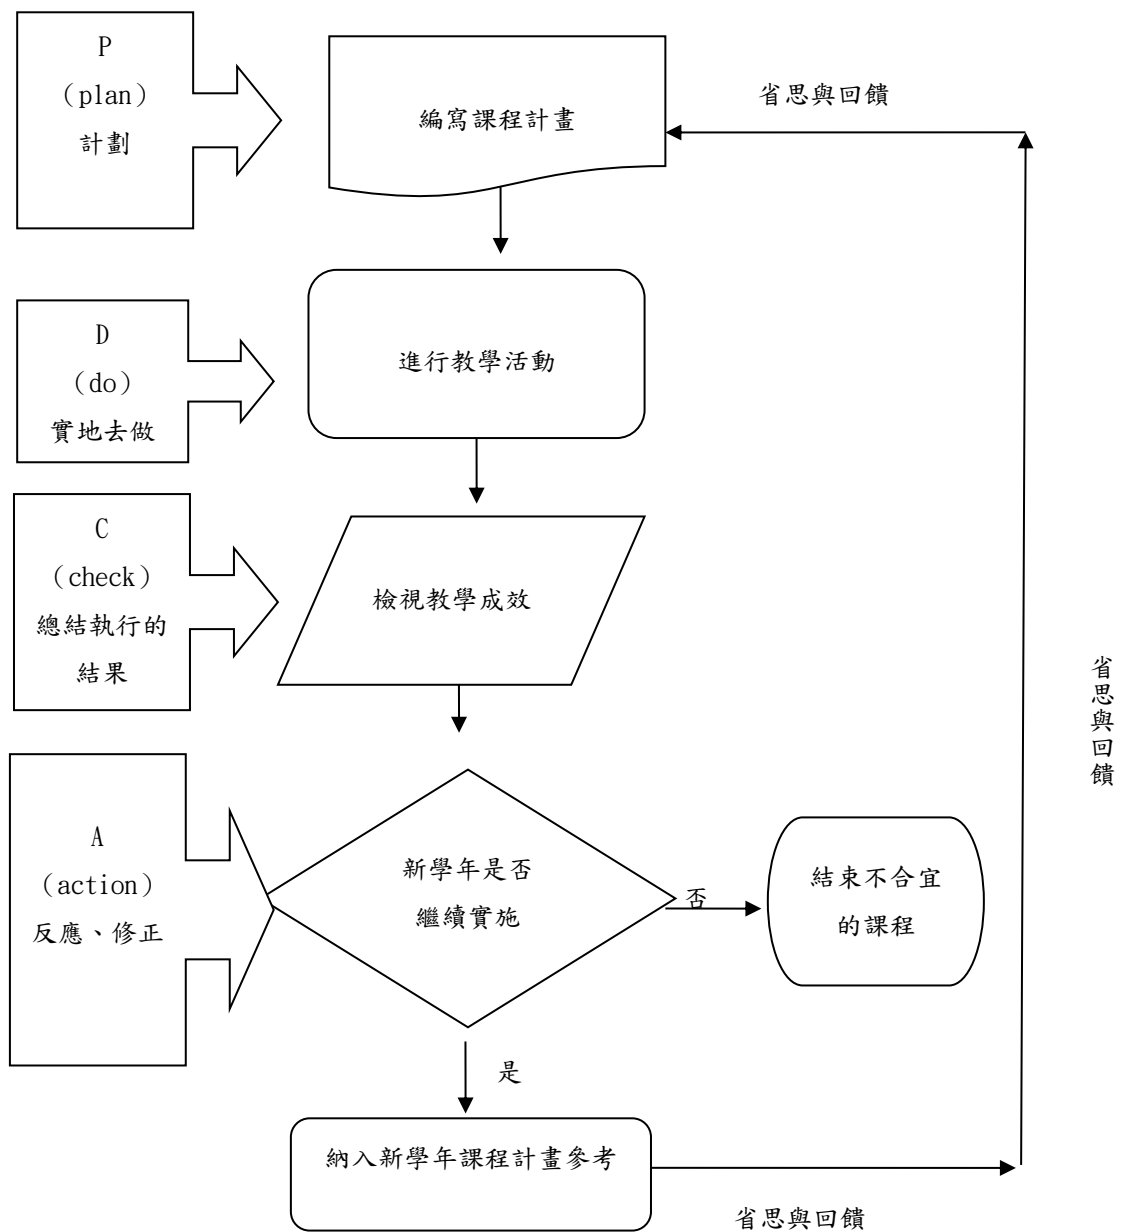 P
（plan）
計劃
編寫課程計畫
省思與回饋
D
（do）
實地去做
進行教學活動
C
（check）
總結執行的
結果
檢視教學成效
省思與回饋
A
（action）
反應、修正
新學年是否
繼續實施
否
結束不合宜
的課程
是
納入新學年課程計畫參考
省思與回饋